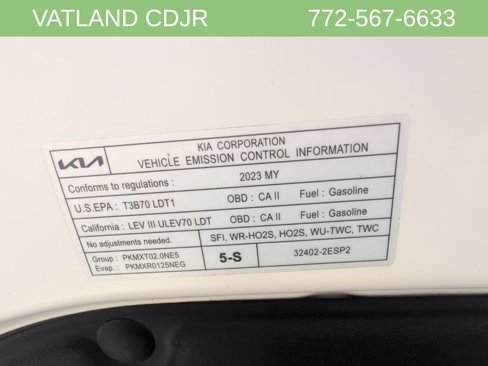 VATLAND CDJR 772-567-6633
KIA
KIA CORPORATION
VEHICLE EMISSION CONTROL INFORMATION
Conforms to regulations : 2023 MY
U.S.EPA : T3B70 LDT1 OBD : CA II Fuel : Gasoline
California : LEV III ULEV70 LDT OBD : CA II Fuel : Gasoline
No adjustments needed. SFI, WR-HO2S, HO2S, WU-TWC, TWC
Group : PKMXT02.0NE5
Evap : PKMXR0125NEG
5-S
32402-2ESP2